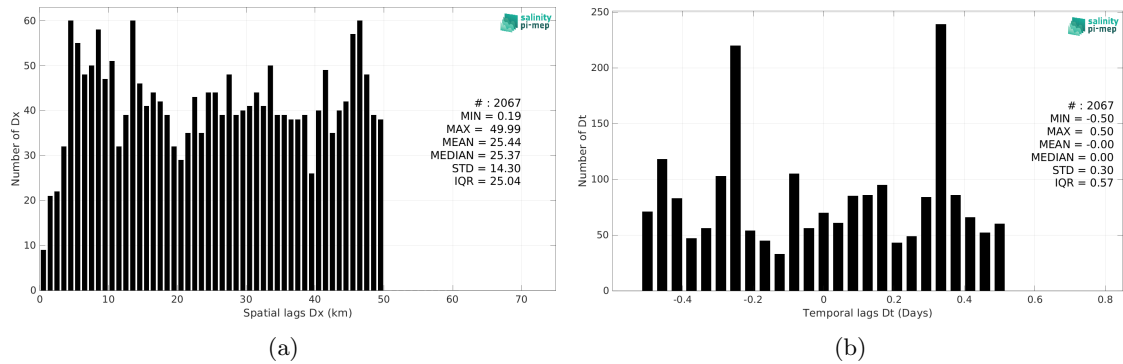 60
50
40
30
20
10
0
0
10
20
30
40
50
60
70
Number of Dx
Spatial lags Dx (km)
salinity
pi-mep
# : 2067
MIN = 0.19
MAX = 49.99
MEAN = 25.44
MEDIAN = 25.37
STD = 14.30
IQR = 25.04
(a)
250
200
150
100
50
0
-0.4
-0.2
0
0.2
0.4
0.6
0.8
Number of Dt
Temporal lags Dt (Days)
salinity
pi-mep
# : 2067
MIN = -0.50
MAX = 0.50
MEAN = -0.00
MEDIAN = 0.00
STD = 0.30
IQR = 0.57
(b)